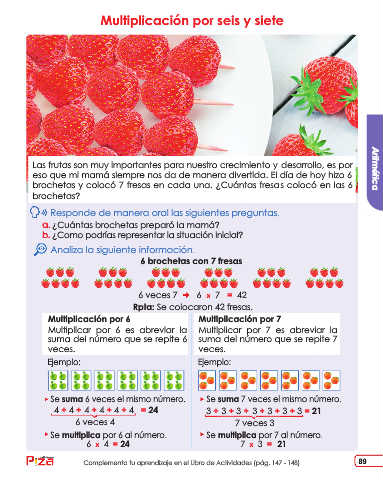 Multiplicación por seis y siete
Las frutas son muy importantes para nuestro crecimiento y desarrollo, es por
eso que mi mamá siempre nos da de manera divertida. El día de hoy hizo 6
brochetas y colocó 7 fresas en cada una. ¿Cuántas fresas colocó en las 6
brochetas?
Aritmética
Responde de manera oral las siguientes preguntas.
a. ¿Cuántas brochetas preparó la mamá?
b. ¿Como podrías representar la situación inicial?
Analiza la siguiente información.
6 brochetas con 7 fresas
6 veces 7 ➜ 6 x 7 = 42
Rpta: Se colocaron 42 fresas.
Multiplicación por 6
Multiplicar por 6 es abreviar la
suma del número que se repite 6
veces.
Ejemplo:
Se suma 6 veces el mismo número.
4 + 4 + 4 + 4 + 4 + 4 = 24
6 veces 4
Se multiplica por 6 al número.
6 x 4 = 24
Multiplicación por 7
Multiplicar por 7 es abreviar la
suma del número que se repite 7
veces.
Ejemplo:
Se suma 7 veces el mismo número.
3 + 3 + 3 + 3 + 3 + 3 + 3 = 21
7 veces 3
Se multiplica por 7 al número.
7 x 3 = 21
Complementa tu aprendizaje en el Libro de Actividades (pág. 147 - 148)
89